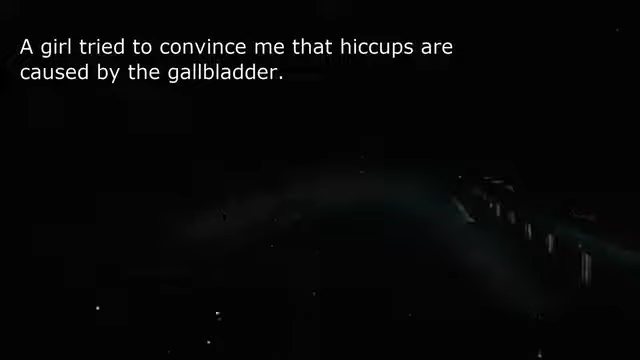 A girl tried to convince me that hiccups are
caused by the gallbladder.